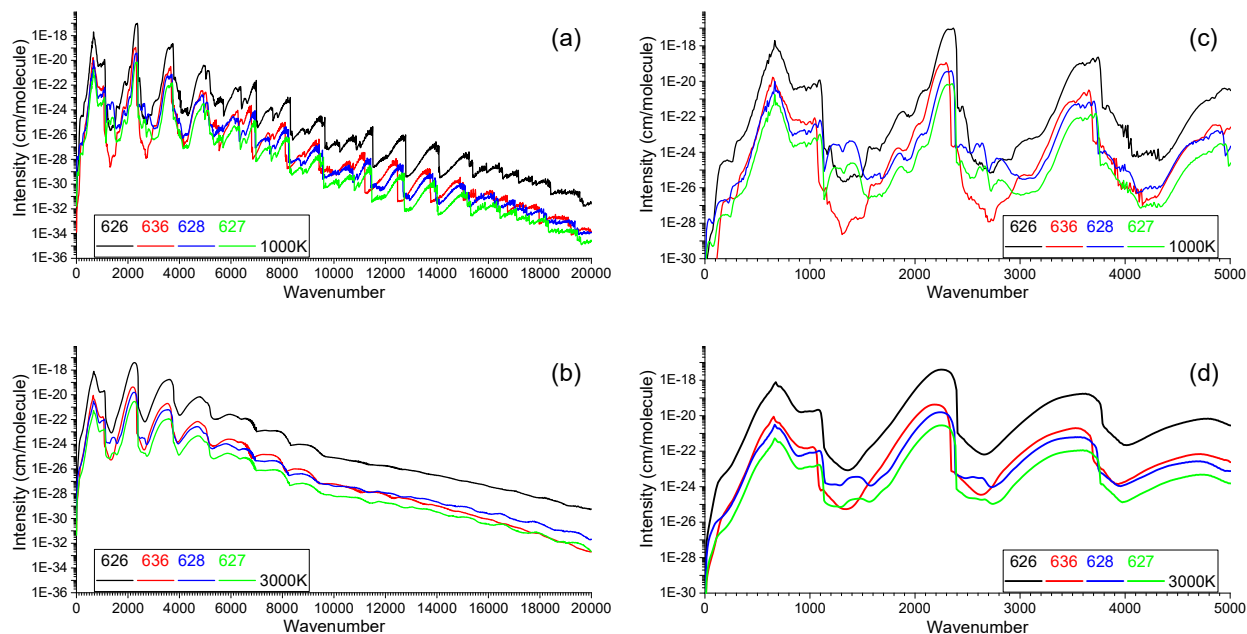 (a)
Intensity (cm/molecule)
1E-18
1E-20
1E-22
1E-24
1E-26
1E-28
1E-30
1E-32
1E-34
1E-36
626 636 628 627
1000K
0 2000 4000 6000 8000 10000 12000 14000 16000 18000 20000
Wavenumber
(c)
Intensity (cm/molecule)
1E-18
1E-20
1E-22
1E-24
1E-26
1E-28
1E-30
626 636 628 627
1000K
0 1000 2000 3000 4000 5000
Wavenumber
(b)
Intensity (cm/molecule)
1E-18
1E-20
1E-22
1E-24
1E-26
1E-28
1E-30
1E-32
1E-34
1E-36
626 636 628 627
3000K
0 2000 4000 6000 8000 10000 12000 14000 16000 18000 20000
Wavenumber
(d)
Intensity (cm/molecule)
1E-18
1E-20
1E-22
1E-24
1E-26
1E-28
1E-30
626 636 628 627
3000K
0 1000 2000 3000 4000 5000
Wavenumber